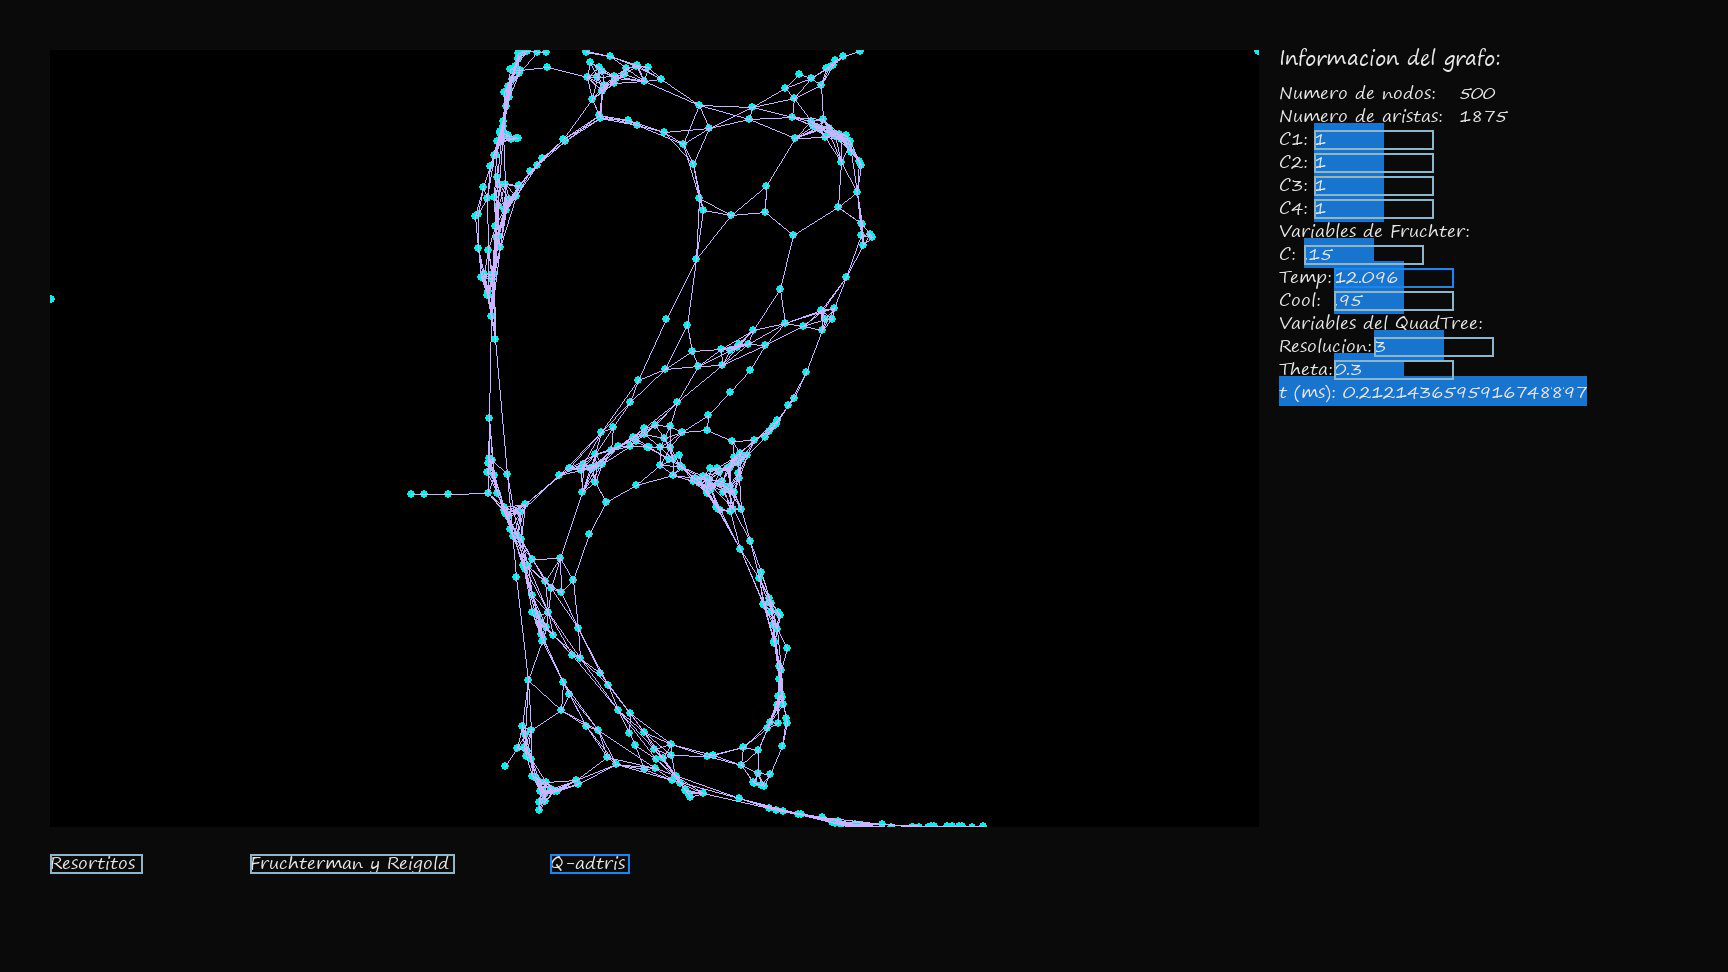 Informacion del grafo:
Numero de nodos: 500
Numero de aristas: 1875
C1: 1
C2: 1
C3: 1
C4: 1
Variables de Fruchter:
C: .15
Temp: 12.096
Cool: .95
Variables del QuadTree:
Resolucion: 3
Theta: 0.3
t (ms): 0.2121436595916748897
Resortitos
Fruchterman y Reigold
Q-adtris